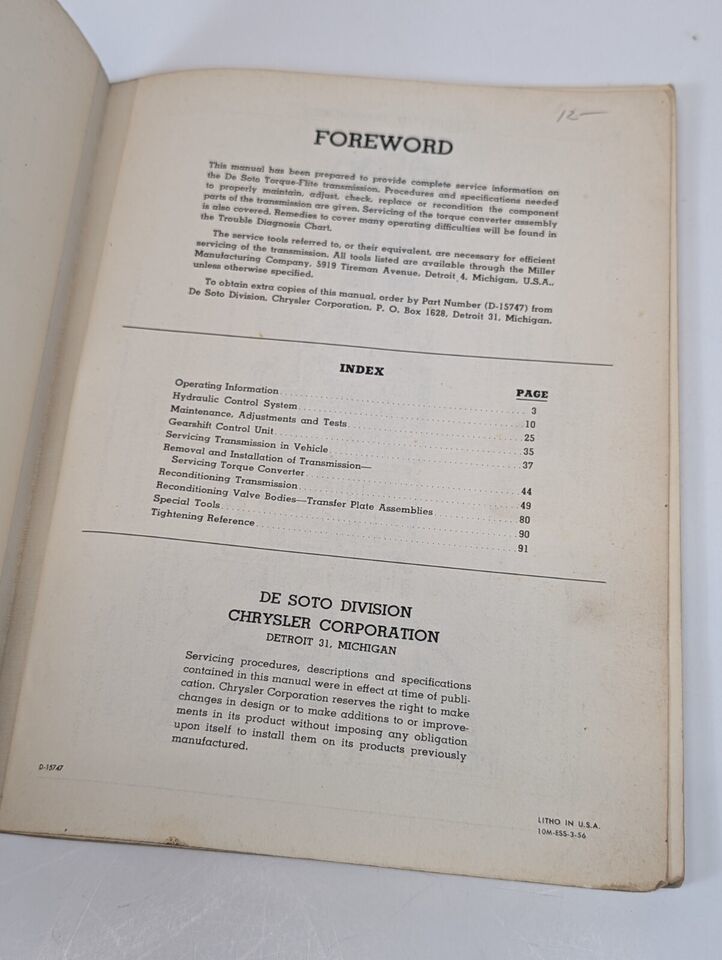 12—
FOREWORD
This manual has been prepared to provide complete service information on
the De Soto Torque-Flite transmission. Procedures and specifications needed
to properly maintain, adjust, check, replace or recondition the component
parts of the transmission are given. Servicing of the torque converter assembly
is also covered. Remedies to cover many operating difficulties will be found in
the Trouble Diagnosis Chart.
The service tools referred to, or their equivalent, are necessary for efficient
servicing of the transmission. All tools listed are available through the Miller
Manufacturing Company, 5919 Tireman Avenue, Detroit 4, Michigan, U.S.A.,
unless otherwise specified.
To obtain extra copies of this manual, order by Part Number (D-15747) from
De Soto Division, Chrysler Corporation, P. O. Box 1628, Detroit 31, Michigan.
INDEX
PAGE
Operating Information 3
Hydraulic Control System 10
Maintenance, Adjustments and Tests 25
Gearshift Control Unit 35
Servicing Transmission in Vehicle 37
Removal and Installation of Transmission—
Servicing Torque Converter 44
Reconditioning Transmission 49
Reconditioning Valve Bodies—Transfer Plate Assemblies 80
Special Tools 90
Tightening Reference 91
DE SOTO DIVISION
CHRYSLER CORPORATION
DETROIT 31, MICHIGAN
Servicing procedures, descriptions and specifications
contained in this manual were in effect at time of publi-
cation. Chrysler Corporation reserves the right to make
changes in design or to make additions to or improve-
ments in its product without imposing any obligation
upon itself to install them on its products previously
manufactured.
D-15747
LITHO IN U.S.A.
10M-ESS-3-56